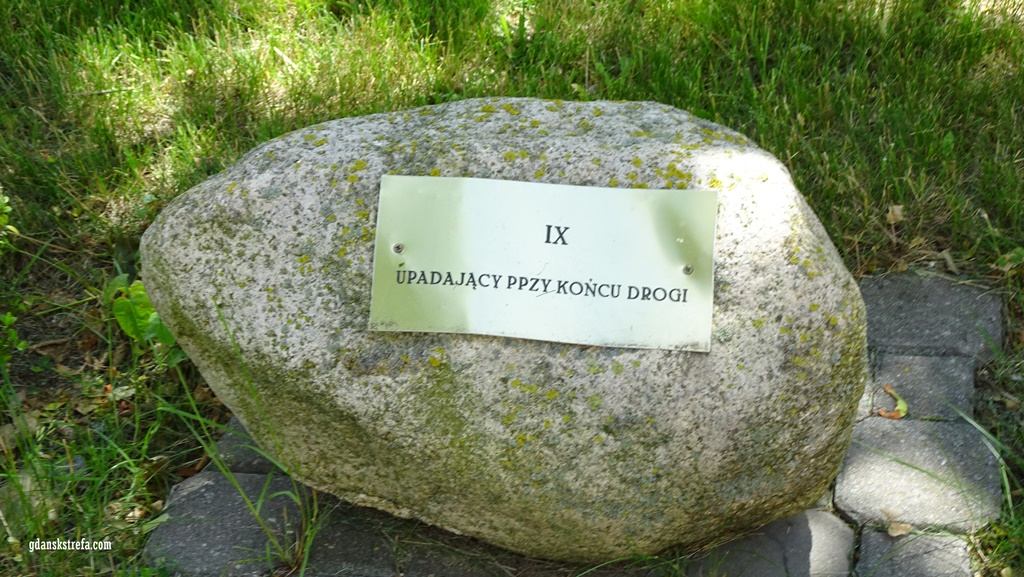 IX
UPADAJĄCY PPZY KOŃCU DROGI
gdanskstrefa.com